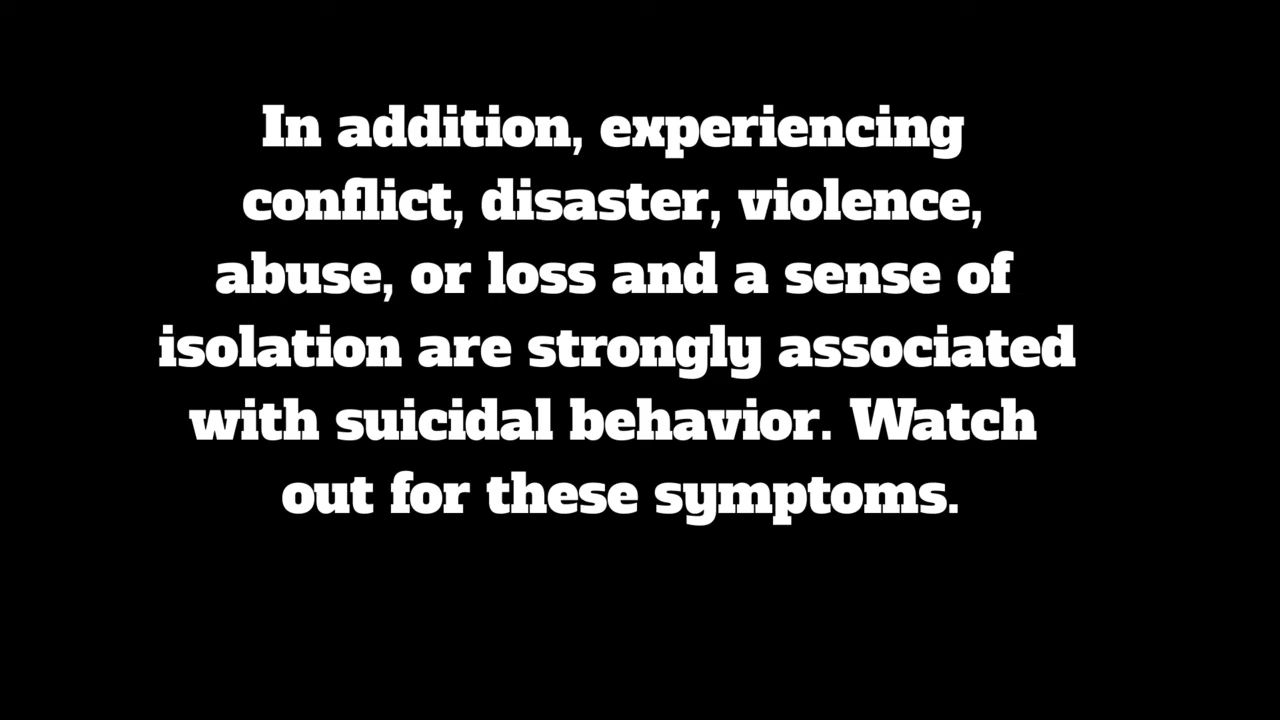 In addition, experiencing
conflict, disaster, violence,
abuse, or loss and a sense of
isolation are strongly associated
with suicidal behavior. Watch
out for these symptoms.